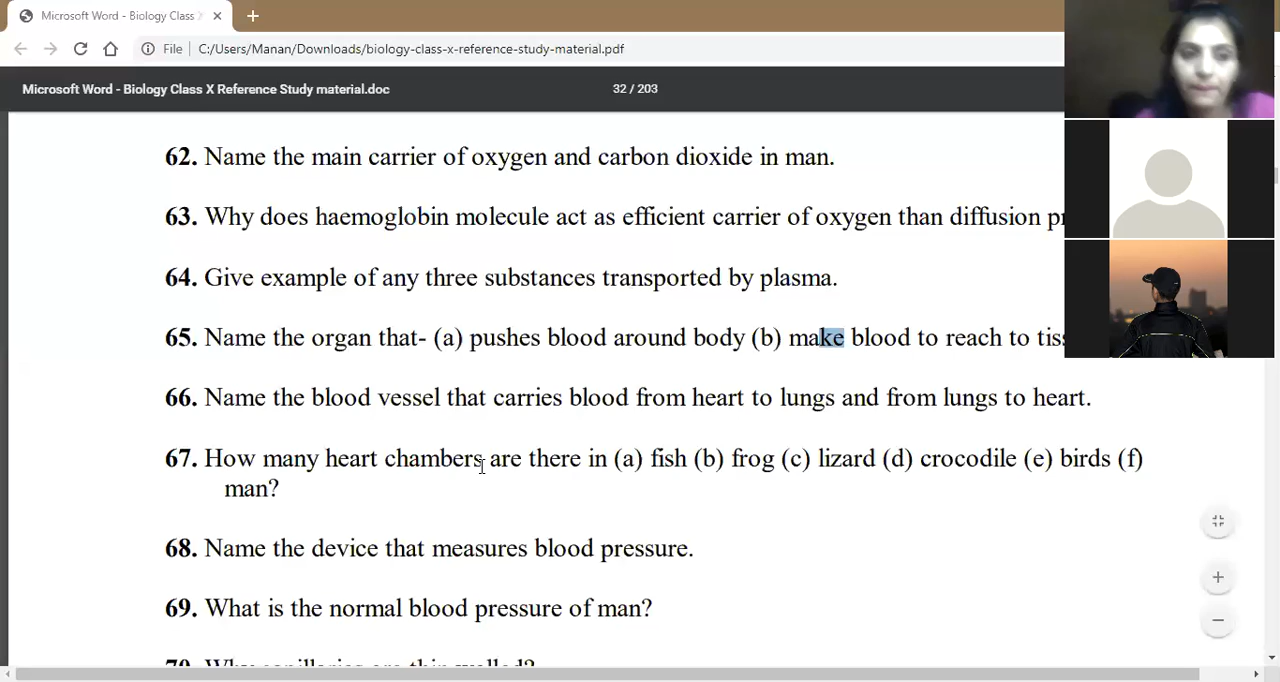 Microsoft Word - Biology Class
File C:/Users/Manan/Downloads/biology-class-x-reference-study-material.pdf
Microsoft Word - Biology Class X Reference Study material.doc 32 / 203
62. Name the main carrier of oxygen and carbon dioxide in man.
63. Why does haemoglobin molecule act as efficient carrier of oxygen than diffusion
64. Give example of any three substances transported by plasma.
65. Name the organ that- (a) pushes blood around body (b) make blood to reach to
66. Name the blood vessel that carries blood from heart to lungs and from lungs to heart.
67. How many heart chambers are there in (a) fish (b) frog (c) lizard (d) crocodile (e) birds (f)
man?
68. Name the device that measures blood pressure.
69. What is the normal blood pressure of man?
70. Why capillaries are thin walled?